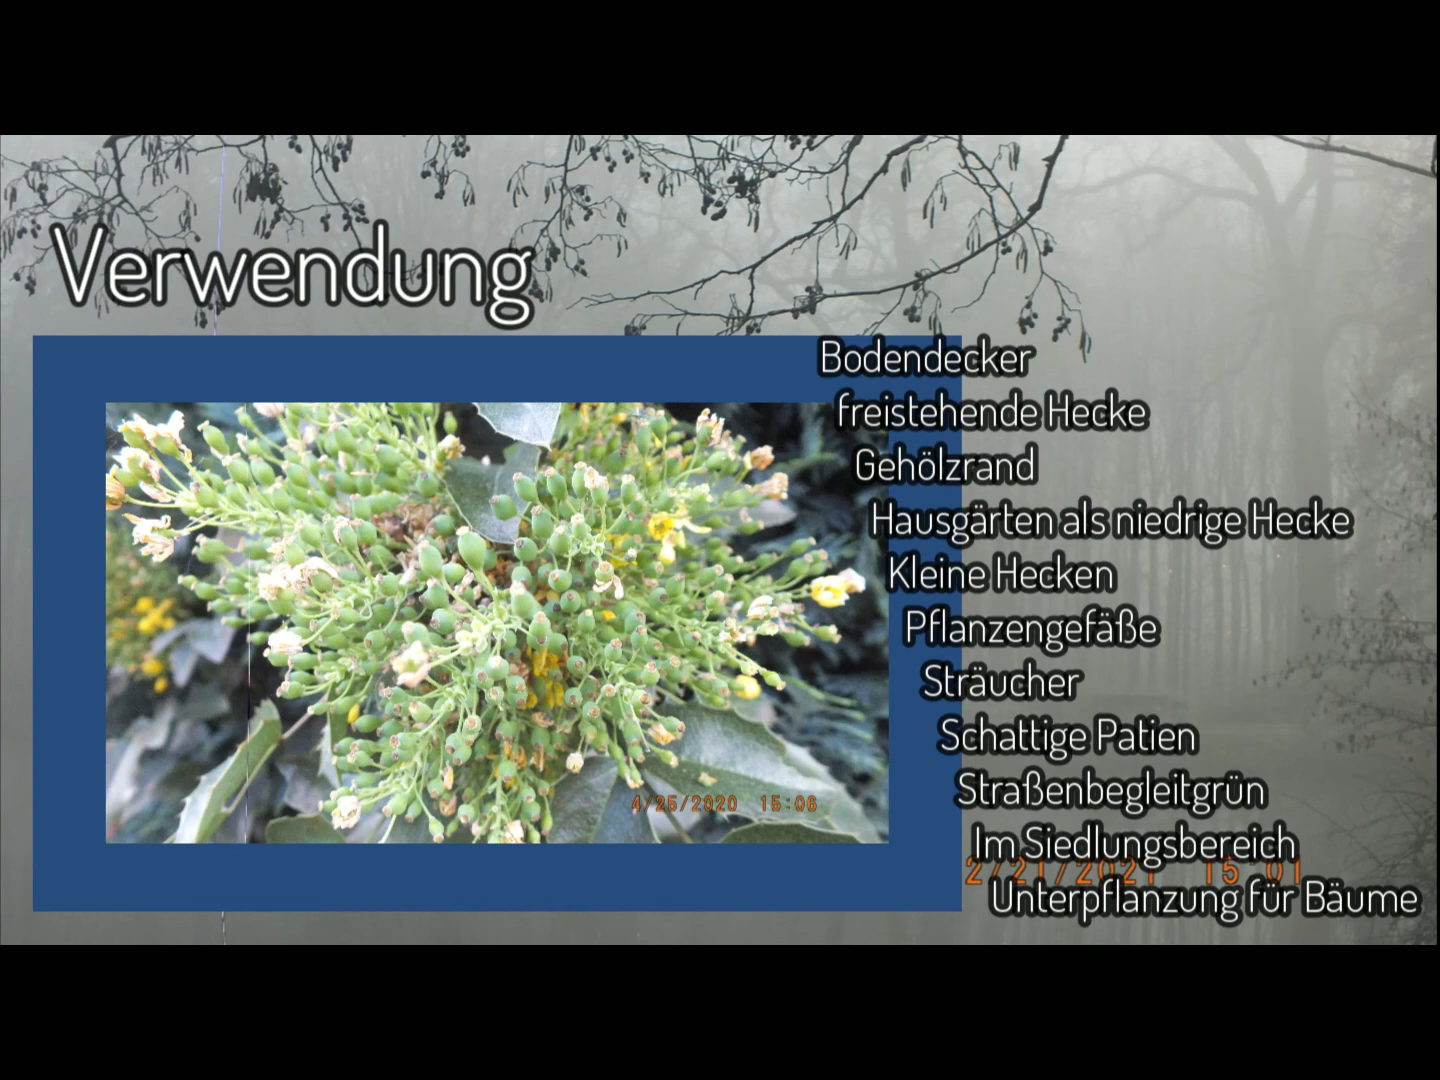 Verwendung
Bodendecker
freistehende Hecke
Gehölzrand
Hausgärten als niedrige Hecke
Kleine Hecken
Pflanzengefäße
Sträucher
Schattige Patien
Straßenbegleitgrün
4/25/2020 15:06
Im Siedlungsbereich
2/21/2021 15:01
Unterpflanzung für Bäume